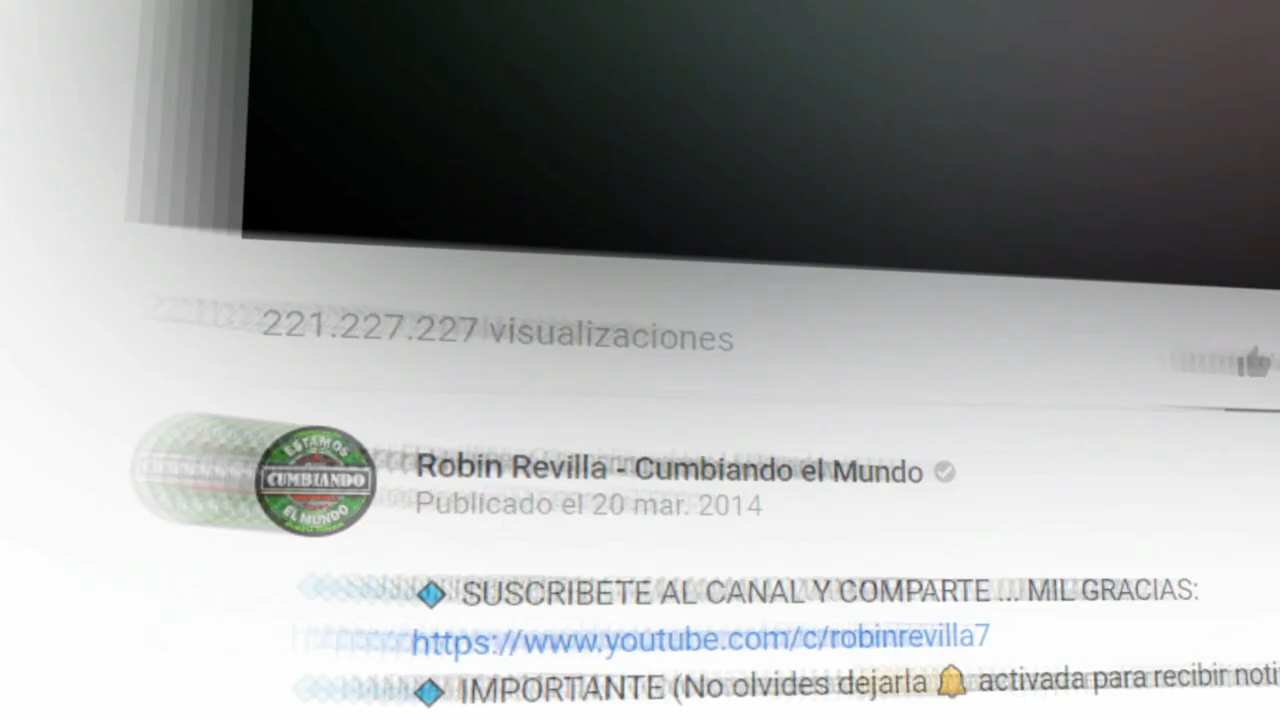 221.227.227 visualizaciones
ESTAMOS
CUMBIANDO
EL MUNDO
Robin Revilla - Cumbiando el Mundo
Publicado el 20 mar. 2014
¡SUSCRIBETE AL CANAL Y COMPARTE ... MIL GRACIAS:
https://www.youtube.com/c/robinrevilla7
IMPORTANTE (No olvides dejarla 🔔 activada para recibir noti